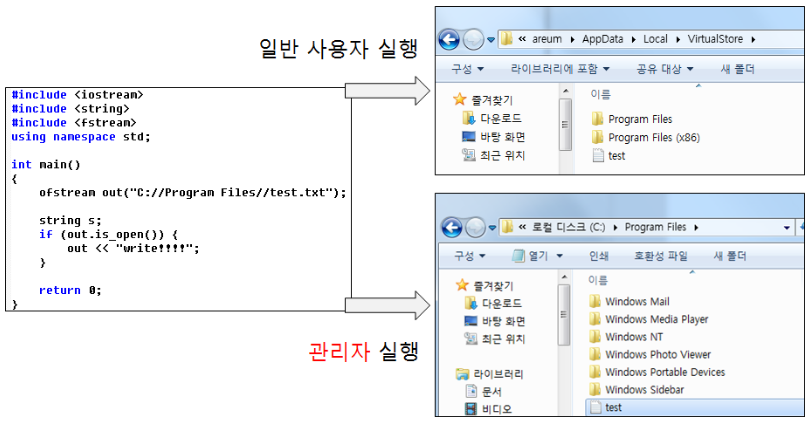 일반 사용자 실행
#include <iostream>
#include <string>
#include <fstream>
using namespace std;
int main()
{
ofstream out("C://Program Files//test.txt");
string s;
if (out.is_open()) {
out << "write!!!!";
}
return 0;
}
관리자 실행
« areum ▸ AppData ▸ Local ▸ VirtualStore ▸
구성 ▼ 라이브러리에 포함 ▼ 공유 대상 ▼ 새 폴더
즐겨찾기
다운로드
바탕 화면
최근 위치
이름
Program Files
Program Files (x86)
test
« 로컬 디스크 (C:) ▸ Program Files ▸
구성 ▼ 열기 ▼ 인쇄 호환성 파일 새 폴더
즐겨찾기
다운로드
바탕 화면
최근 위치
라이브러리
문서
비디오
이름
Windows Mail
Windows Media Player
Windows NT
Windows Photo Viewer
Windows Portable Devices
Windows Sidebar
test